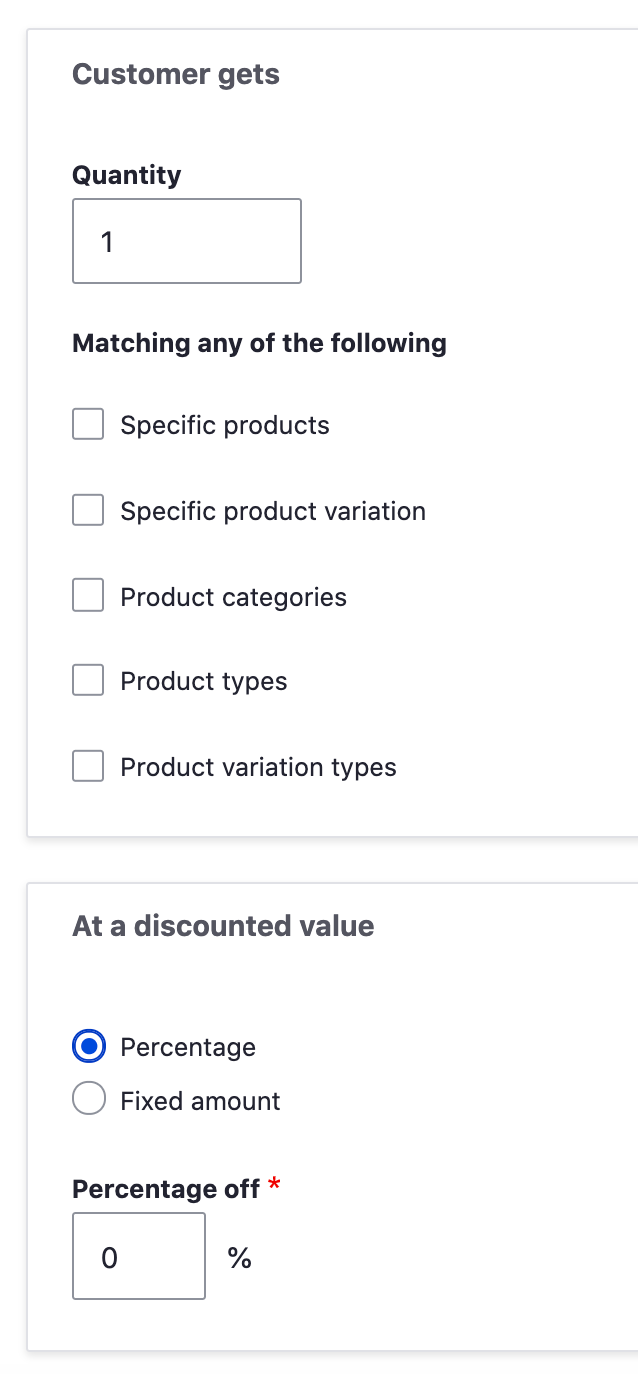 Customer gets
Quantity
1
Matching any of the following
Specific products
Specific product variation
Product categories
Product types
Product variation types
At a discounted value
Percentage
Fixed amount
Percentage off *
0 %